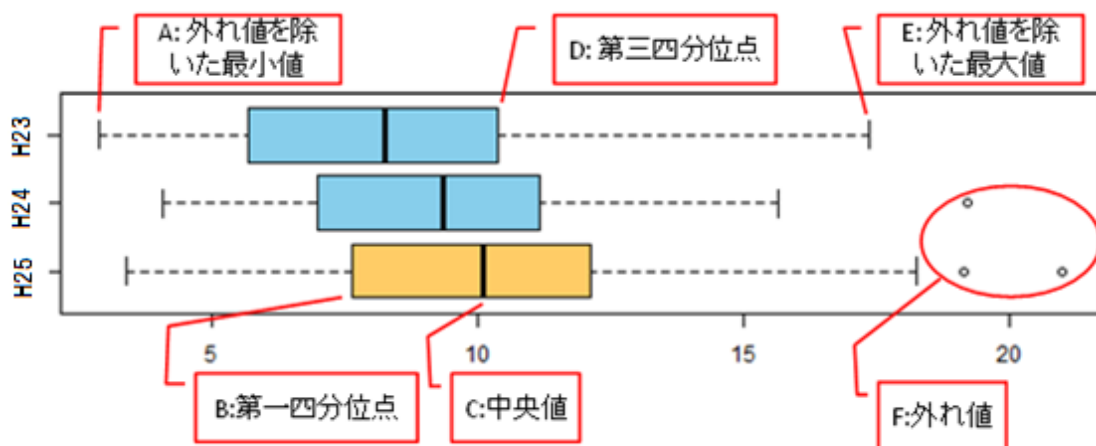 A: 外れ値を除
いた最小値
D: 第三四分位点
E: 外れ値を除
いた最大値
H23
H24
H25
5
10
15
20
B:第一四分位点
C:中央値
F:外れ値